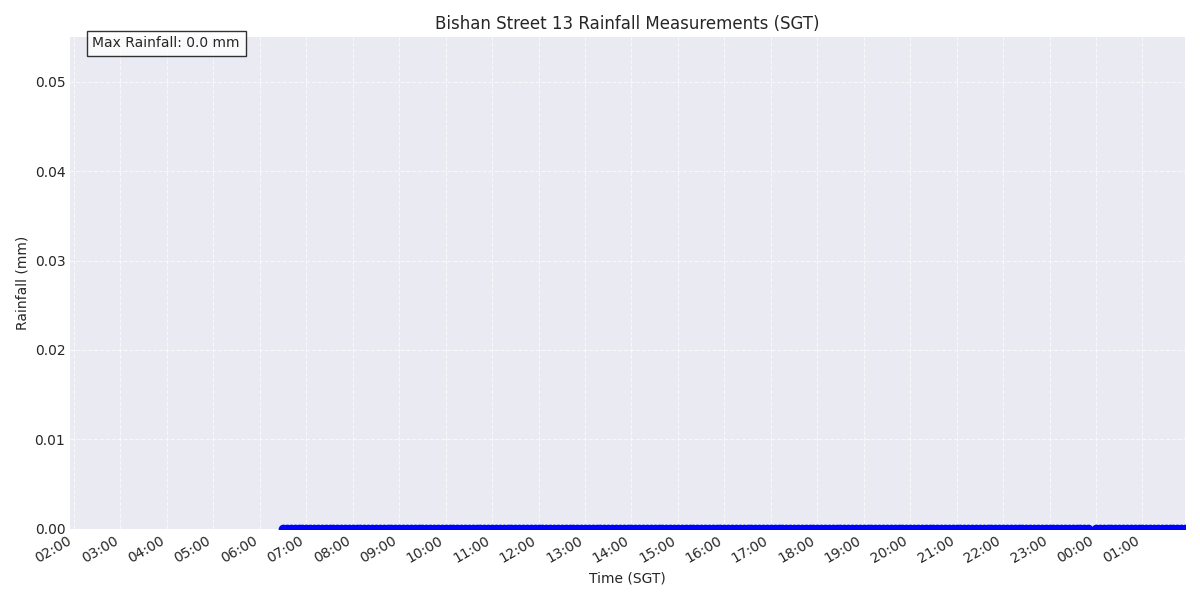 Bishan Street 13 Rainfall Measurements (SGT)
Max Rainfall: 0.0 mm
0.05
0.04
0.03
0.02
0.01
0.00
Rainfall (mm)
02:00 03:00 04:00 05:00 06:00 07:00 08:00 09:00 10:00 11:00 12:00 13:00 14:00 15:00 16:00 17:00 18:00 19:00 20:00 21:00 22:00 23:00 00:00 01:00
Time (SGT)